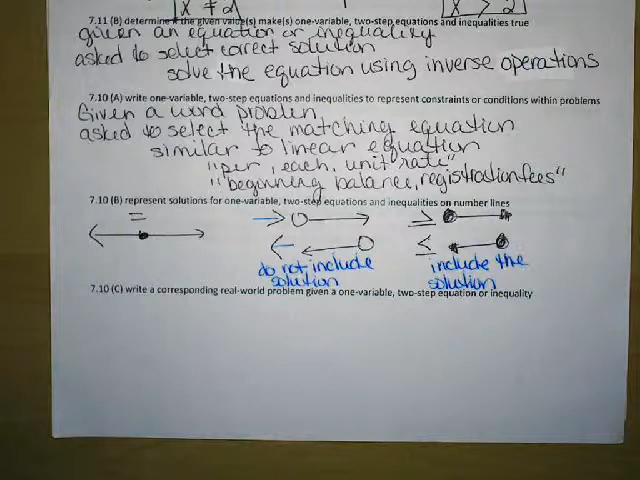 x ≠ 2
x > 2
7.11 (B) determine if the given value(s) make(s) one-variable, two-step equations and inequalities true
given an equation or inequality
asked to select correct solution
solve the equation using inverse operations
7.10 (A) write one-variable, two-step equations and inequalities to represent constraints or conditions within problems
Given a word problem,
asked to select the matching equation
similar to linear equation
"per, each, unit rate"
"beginning balance, registration fees"
7.10 (B) represent solutions for one-variable, two-step equations and inequalities on number lines
= > ≥
< ≤
do not include
solution
include the
solution
7.10 (C) write a corresponding real-world problem given a one-variable, two-step equation or inequality